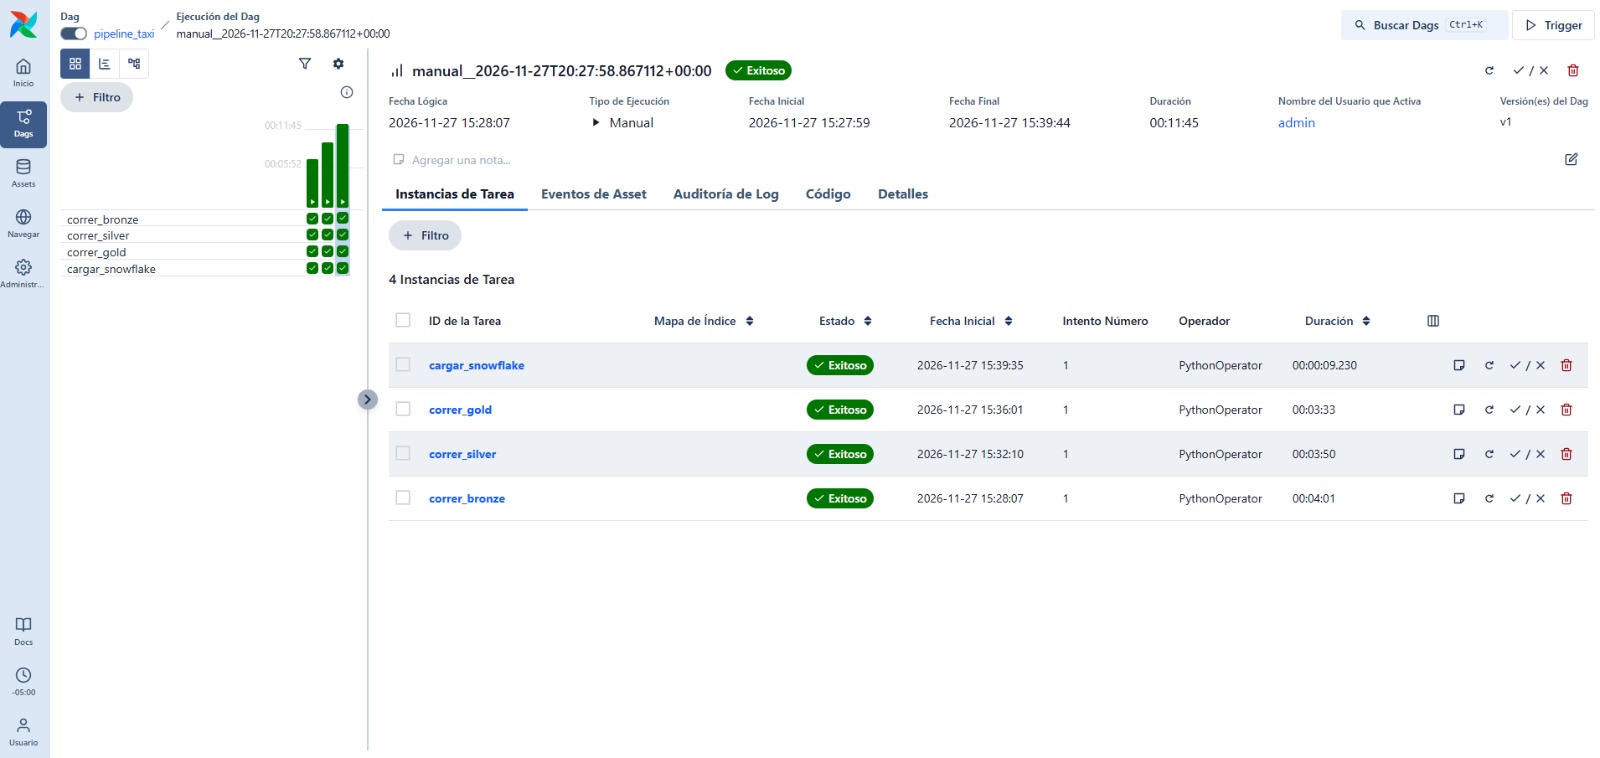 Dag
pipeline_taxi
/
Ejecución del Dag
manual__2026-11-27T20:27:58.867112+00:00
Buscar Dags Ctrl+K
Trigger
Inicio
Dags
Assets
Navegar
Administr...
Docs
-05:00
Usuario
+ Filtro
00:11:45
00:05:52
correr_bronze
correr_silver
correr_gold
cargar_snowflake
manual__2026-11-27T20:27:58.867112+00:00 Exitoso
/
Fecha Lógica Tipo de Ejecución Fecha Inicial Fecha Final Duración Nombre del Usuario que Activa Versión(es) del Dag
2026-11-27 15:28:07 Manual 2026-11-27 15:27:59 2026-11-27 15:39:44 00:11:45 admin v1
Agregar una nota...
Instancias de Tarea Eventos de Asset Auditoría de Log Código Detalles
+ Filtro
4 Instancias de Tarea
ID de la Tarea Mapa de Índice Estado Fecha Inicial Intento Número Operador Duración
cargar_snowflake Exitoso 2026-11-27 15:39:35 1 PythonOperator 00:00:09.230 /
correr_gold Exitoso 2026-11-27 15:36:01 1 PythonOperator 00:03:33 /
correr_silver Exitoso 2026-11-27 15:32:10 1 PythonOperator 00:03:50 /
correr_bronze Exitoso 2026-11-27 15:28:07 1 PythonOperator 00:04:01 /